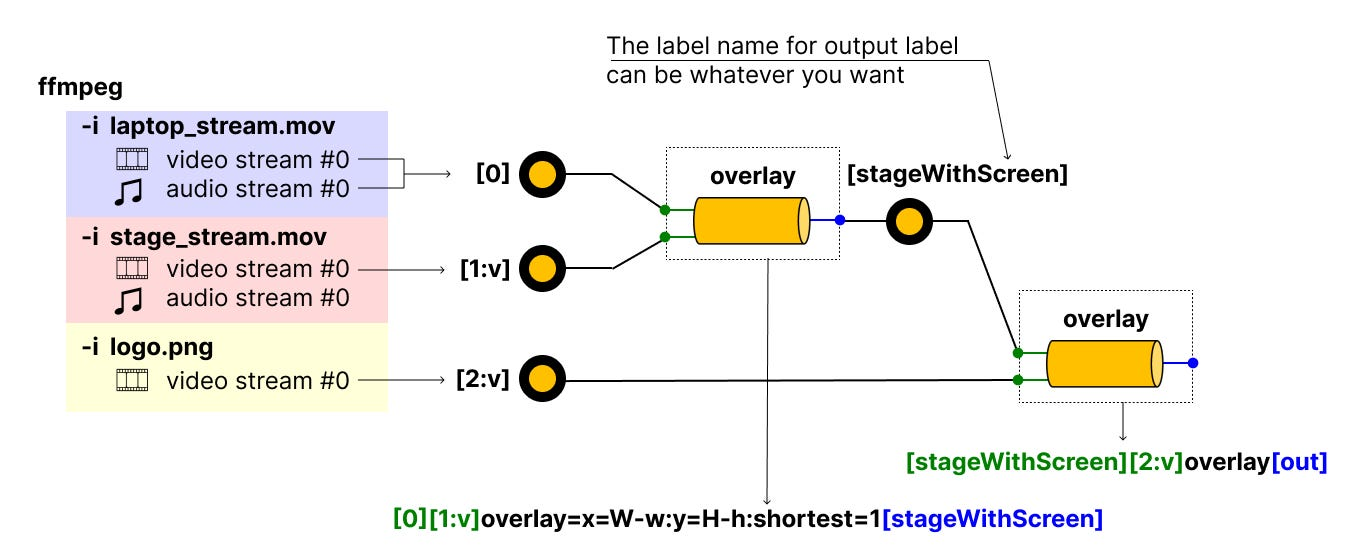 The label name for output label
can be whatever you want
ffmpeg
-i laptop_stream.mov
video stream #0
audio stream #0
-i stage_stream.mov
video stream #0
audio stream #0
-i logo.png
video stream #0
[0]
[1:v]
[2:v]
overlay
[stageWithScreen]
overlay
[stageWithScreen][2:v]overlay[out]
[0][1:v]overlay=x=W-w:y=H-h:shortest=1[stageWithScreen]